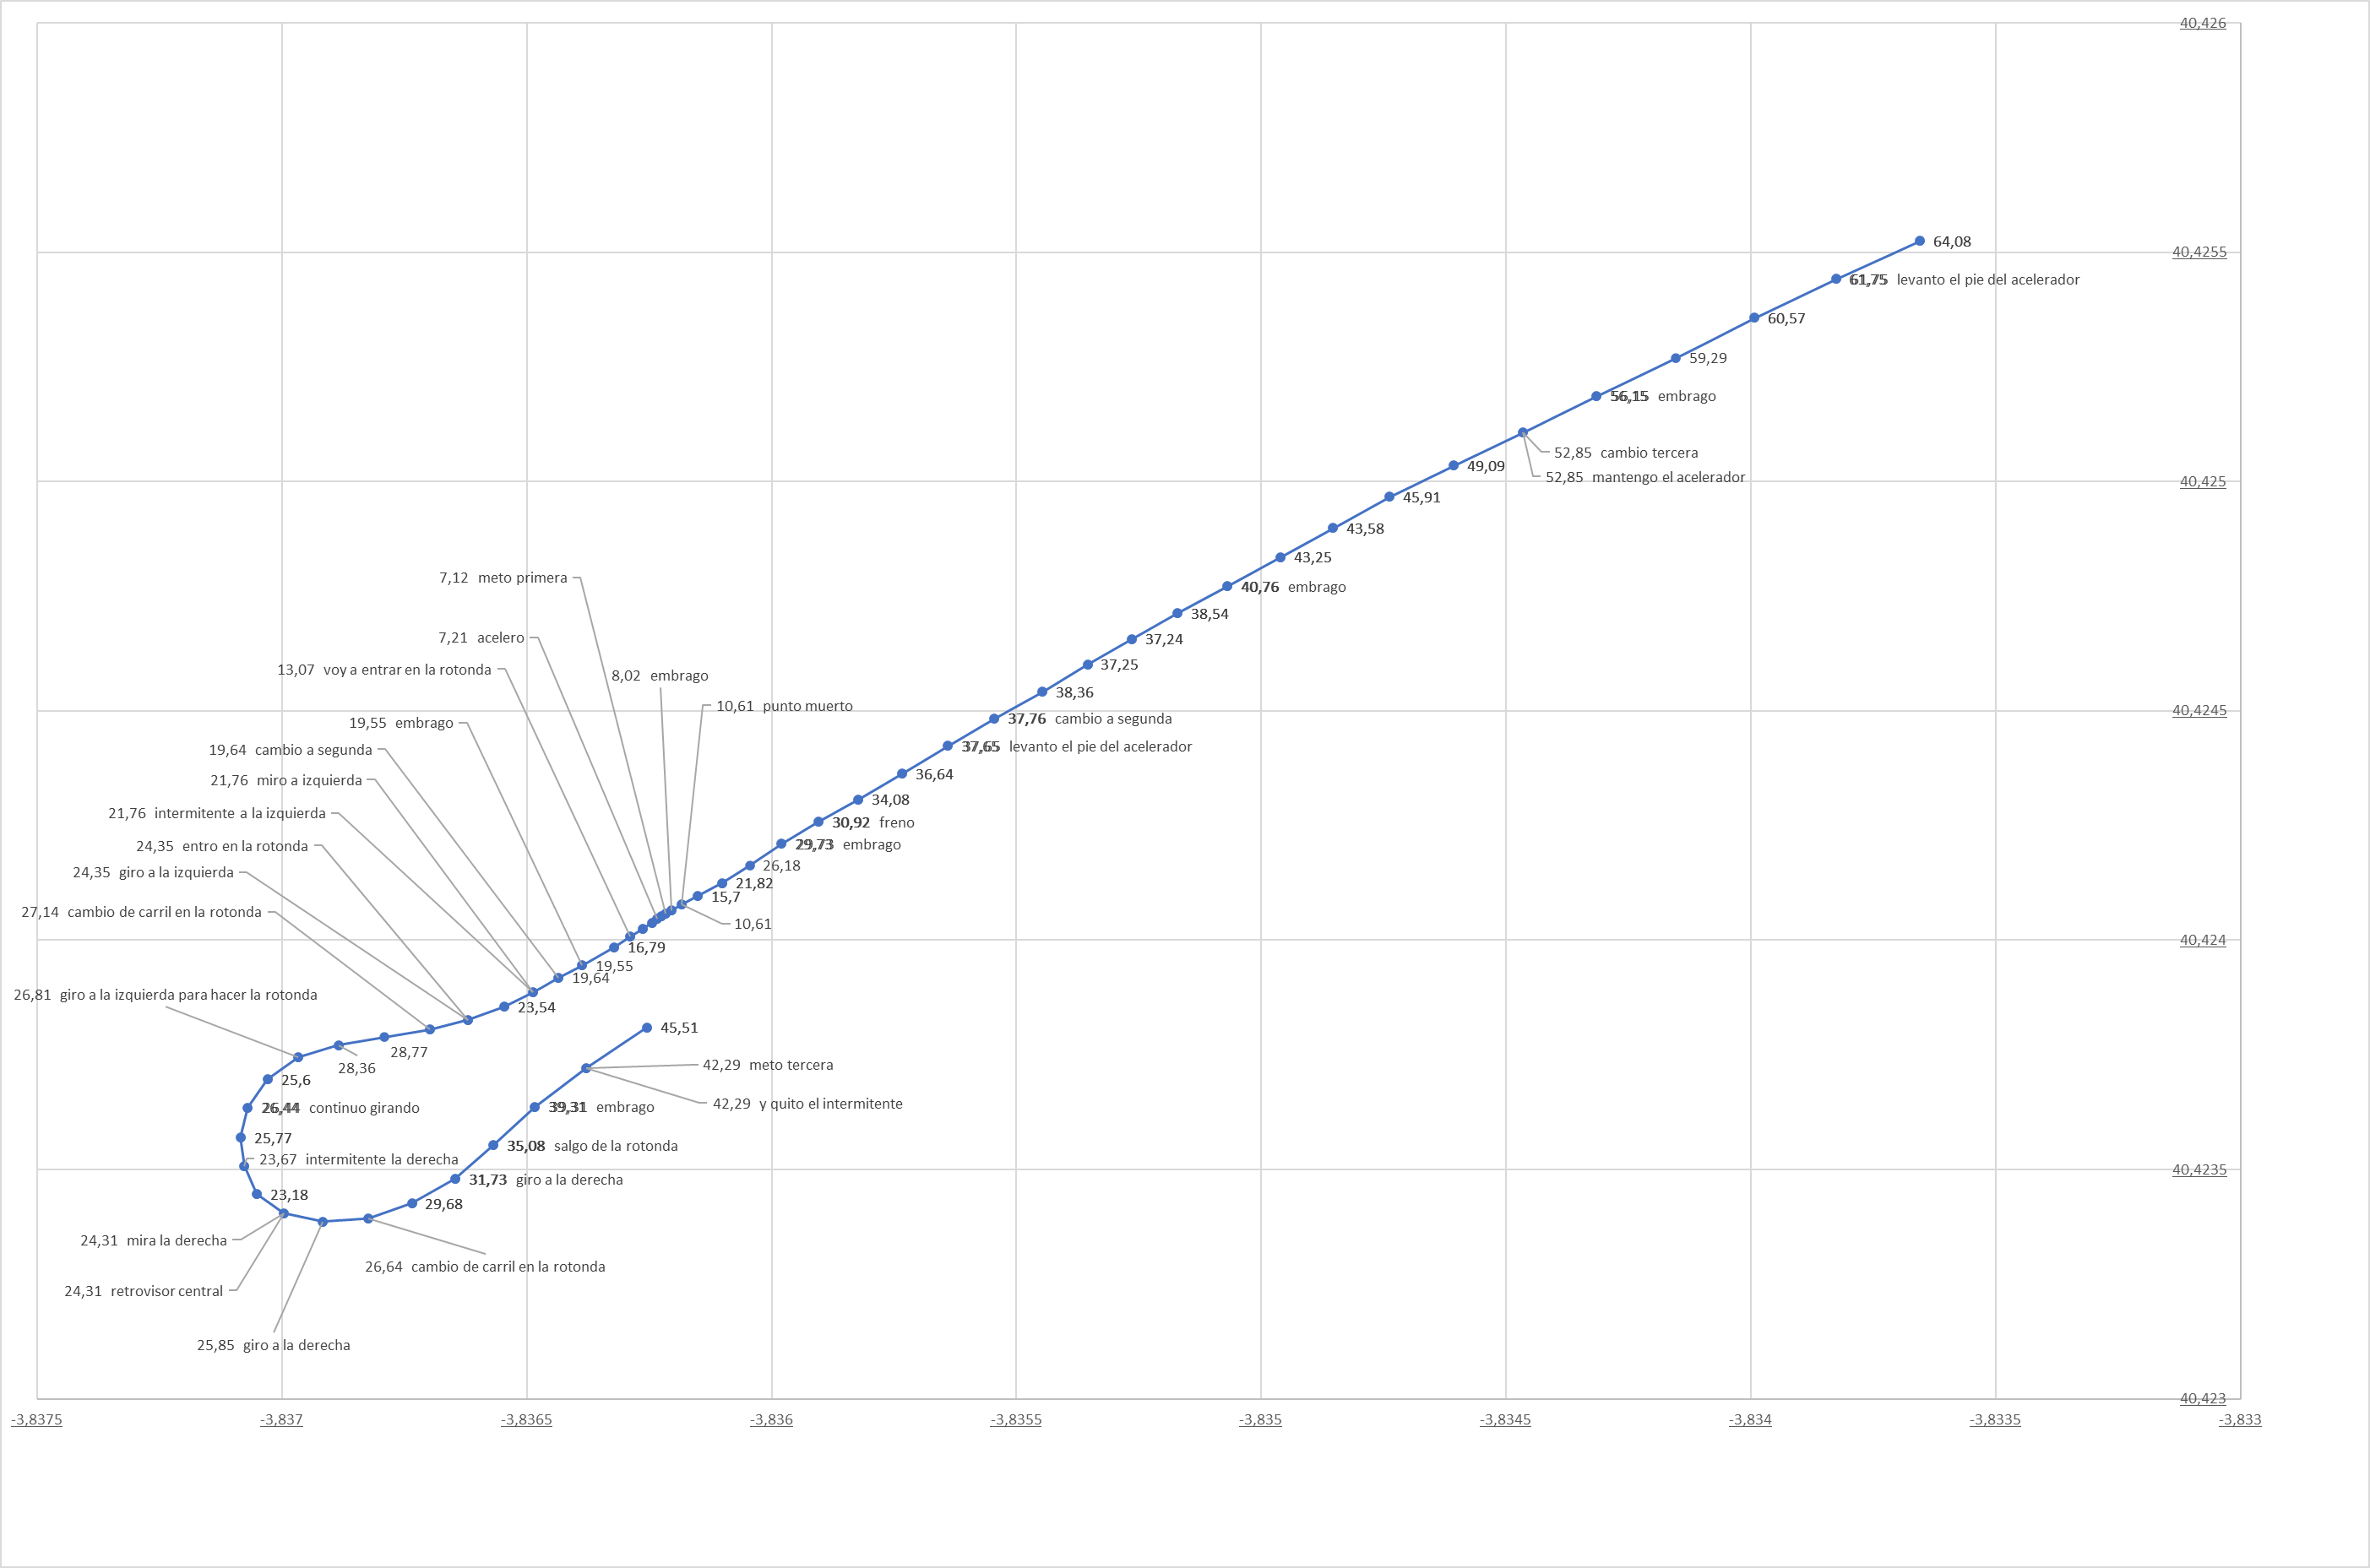 40,426
64,08
40,4255
61,75 levanto el pie del acelerador
60,57
59,29
56,15 embrago
52,85 cambio tercera
49,09
52,85 mantengo el acelerador
40,425
45,91
43,58
43,25
7,12 meto primera
40,76 embrago
38,54
7,21 acelero
37,24
37,25
13,07 voy a entrar en la rotonda
8,02 embrago
38,36
10,61 punto muerto
40,4245
37,76 cambio a segunda
19,55 embrago
37,65 levanto el pie del acelerador
19,64 cambio a segunda
36,64
21,76 miro a izquierda
34,08
21,76 intermitente a la izquierda
30,92 freno
24,35 entro en la rotonda
29,73 embrago
26,18
24,35 giro a la izquierda
21,82
15,7
27,14 cambio de carril en la rotonda
10,61
40,424
16,79
19,55
19,64
26,81 giro a la izquierda para hacer la rotonda
23,54
45,51
28,77
28,36
42,29 meto tercera
25,6
42,29 y quito el intermitente
26,44 continuo girando
39,31 embrago
25,77
35,08 salgo de la rotonda
23,67 intermitente la derecha
40,4235
31,73 giro a la derecha
23,18
29,68
24,31 mira la derecha
26,64 cambio de carril en la rotonda
24,31 retrovisor central
25,85 giro a la derecha
40,423
-3,8375 -3,837 -3,8365 -3,836 -3,8355 -3,835 -3,8345 -3,834 -3,8335 -3,833